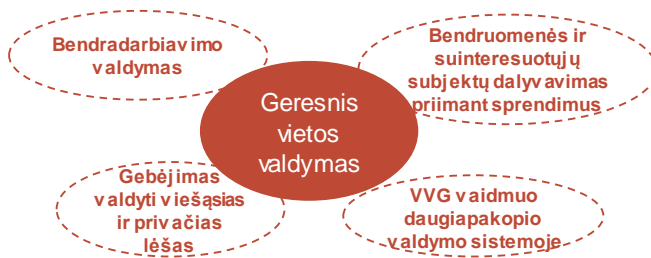 Bendradarbiavimo
valdymas
Bendruomenės ir
suinteresuotųjų
subjektų dalyvavimas
priimant sprendimus
Geresnis
vietos
valdymas
Gebėjimas
valdyti viešąsias
ir privačias
lėšas
VVG vaidmuo
daugiapakopio
valdymo sistemoje